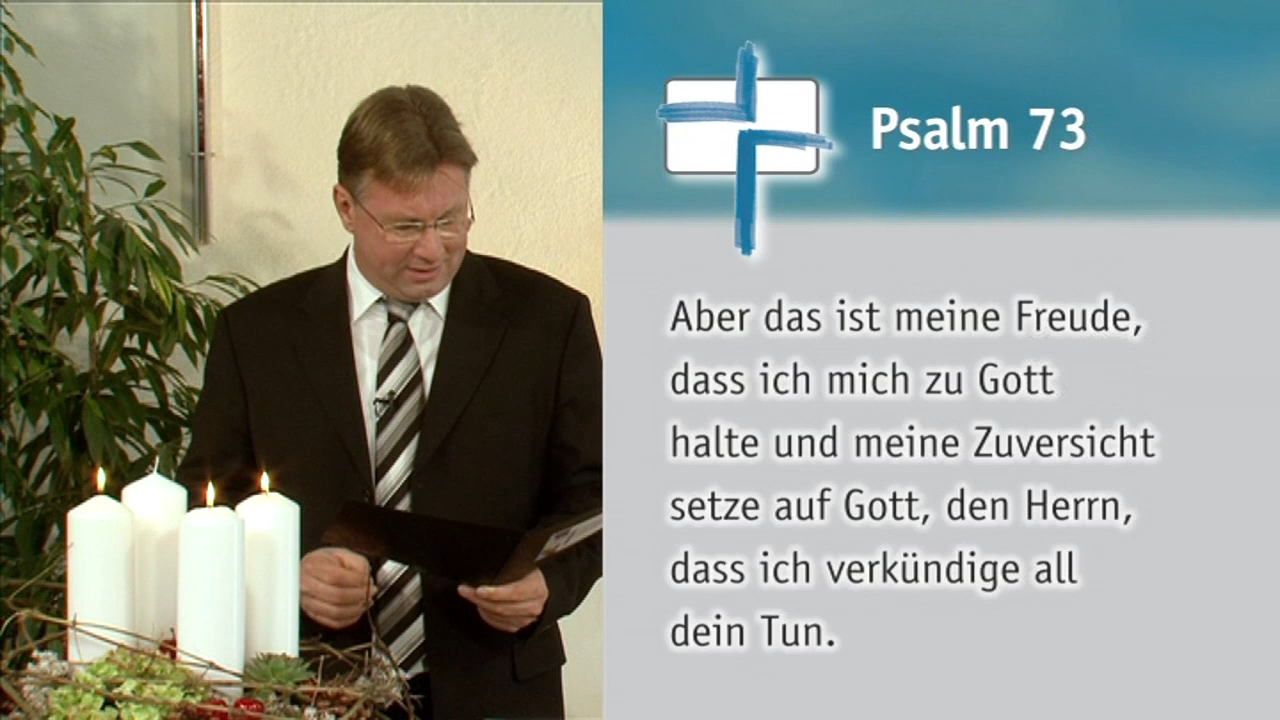 Psalm 73
Aber das ist meine Freude,
dass ich mich zu Gott
halte und meine Zuversicht
setze auf Gott, den Herrn,
dass ich verkündige all
dein Tun.